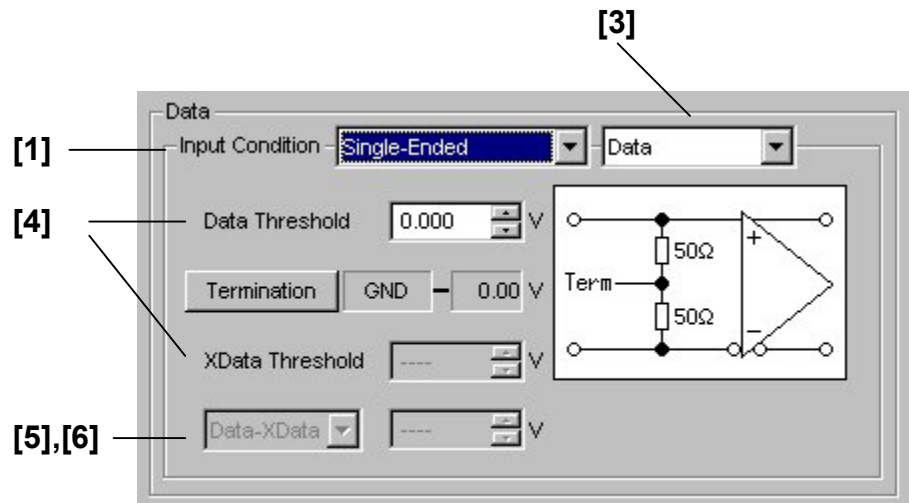 [3]
Data
[1] Input Condition Single-Ended Data
[4] Data Threshold 0.000 V
+
50Ω
Termination GND – 0.00 V
Term
50Ω
–
XData Threshold ---- V
[5],[6] Data-XData ---- V